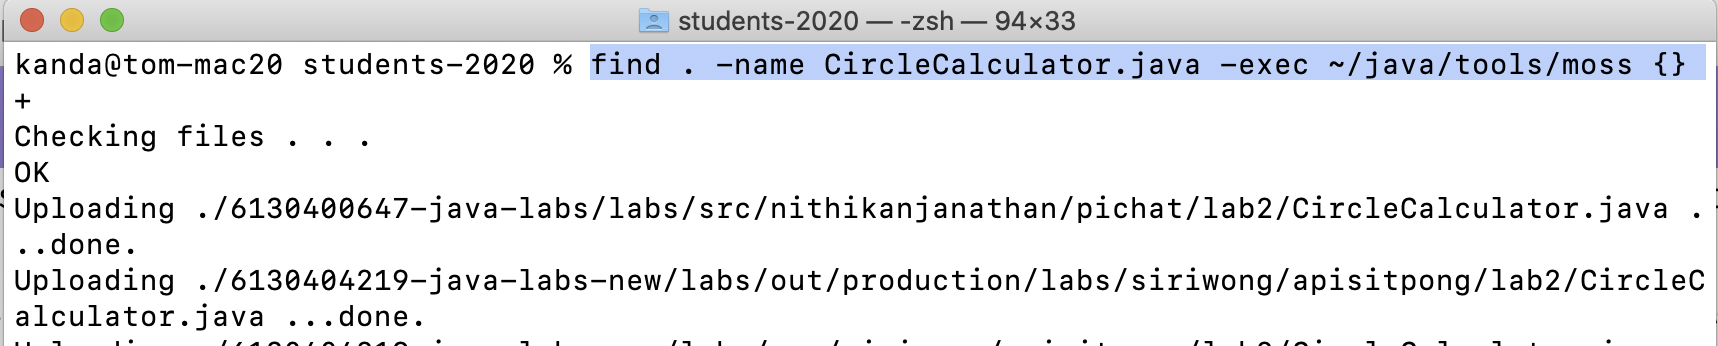 students-2020 — -zsh — 94×33
kanda@tom-mac20 students-2020 % find . -name CircleCalculator.java -exec ~/java/tools/moss {}
+
Checking files . . .
OK
Uploading ./6130400647-java-labs/labs/src/nithikanjanathan/pichat/lab2/CircleCalculator.java .
..done.
Uploading ./6130404219-java-labs-new/labs/out/production/labs/siriwong/apisitpong/lab2/CircleC
alculator.java ...done.